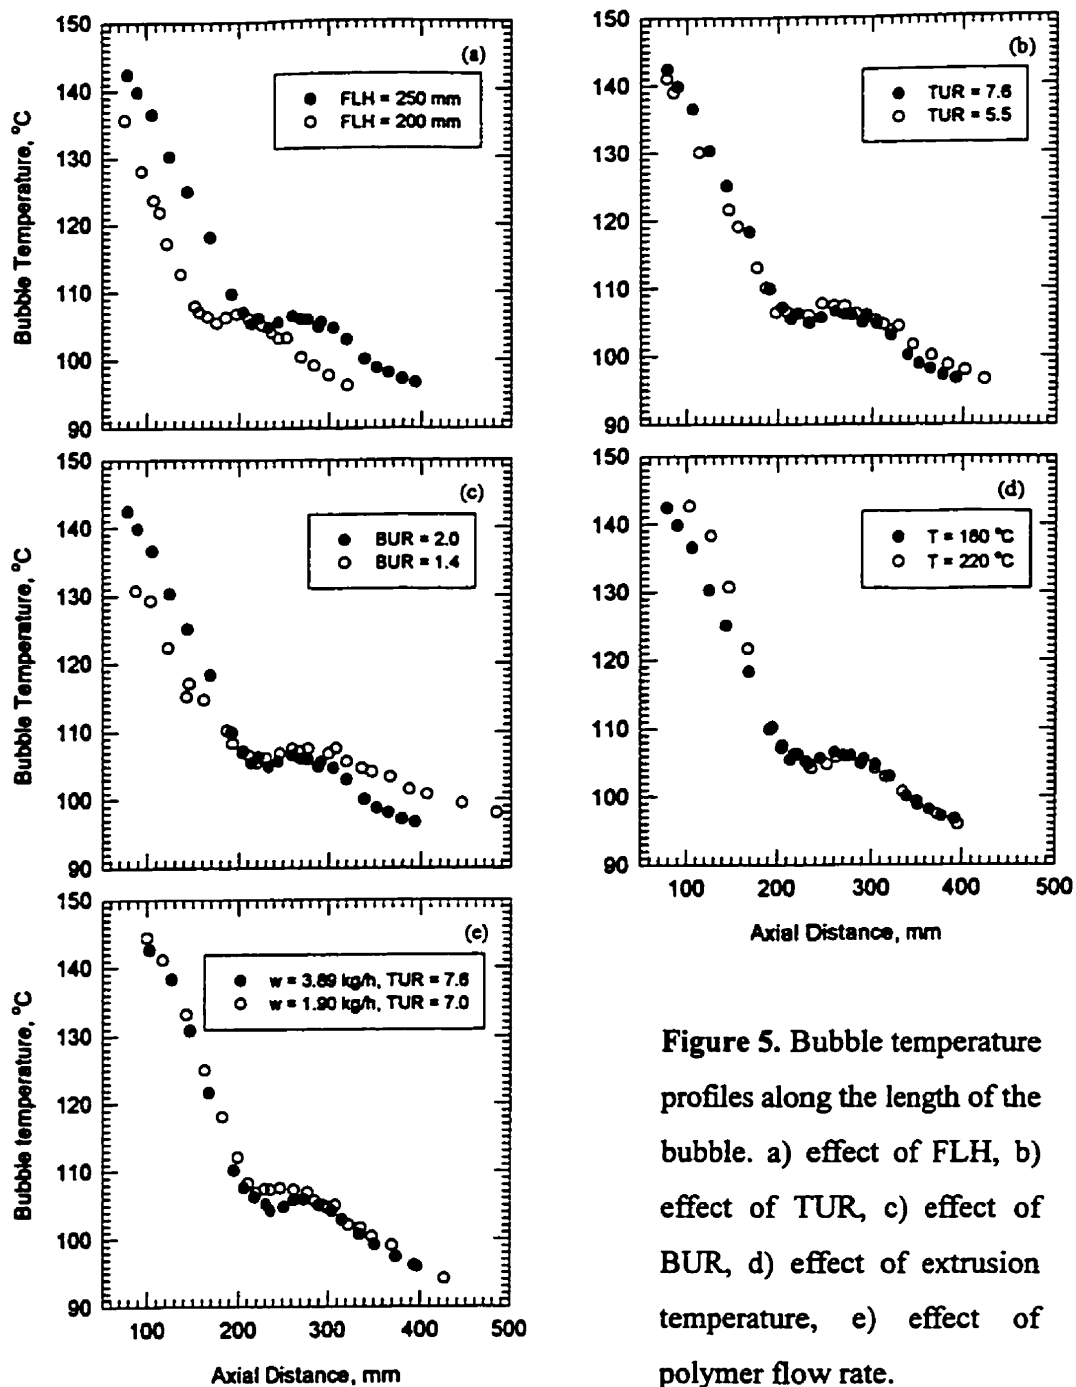 150
140
130
120
110
100
90
Bubble Temperature, °C
(a)
FLH = 250 mm
FLH = 200 mm
150
140
130
120
110
100
90
(b)
TUR = 7.6
TUR = 5.5
150
140
130
120
110
100
90
Bubble Temperature, °C
(c)
BUR = 2.0
BUR = 1.4
150
140
130
120
110
100
90
(d)
T = 180 °C
T = 220 °C
100 200 300 400 500
Axial Distance, mm
150
140
130
120
110
100
90
Bubble temperature, °C
(e)
w = 3.89 kg/h, TUR = 7.6
w = 1.90 kg/h, TUR = 7.0
100 200 300 400 500
Axial Distance, mm
Figure 5. Bubble temperature
profiles along the length of the
bubble. a) effect of FLH, b)
effect of TUR, c) effect of
BUR, d) effect of extrusion
temperature, e) effect of
polymer flow rate.